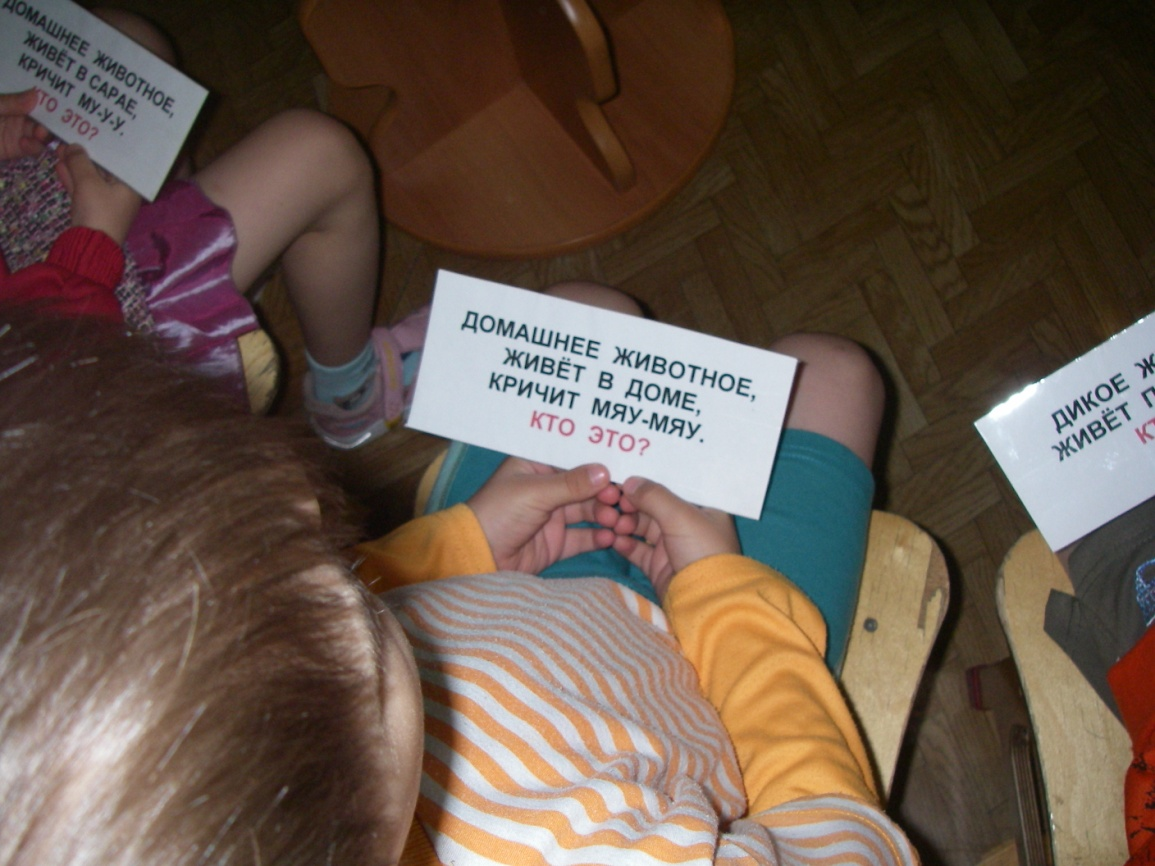 ДОМАШНЕЕ ЖИВОТНОЕ,
ЖИВЁТ В САРАЕ,
КРИЧИТ МУ-У-У.
КТО ЭТО?
ДОМАШНЕЕ ЖИВОТНОЕ,
ЖИВЁТ В ДОМЕ,
КРИЧИТ МЯУ-МЯУ.
КТО ЭТО?
ДИКОЕ
ЖИВЁТ